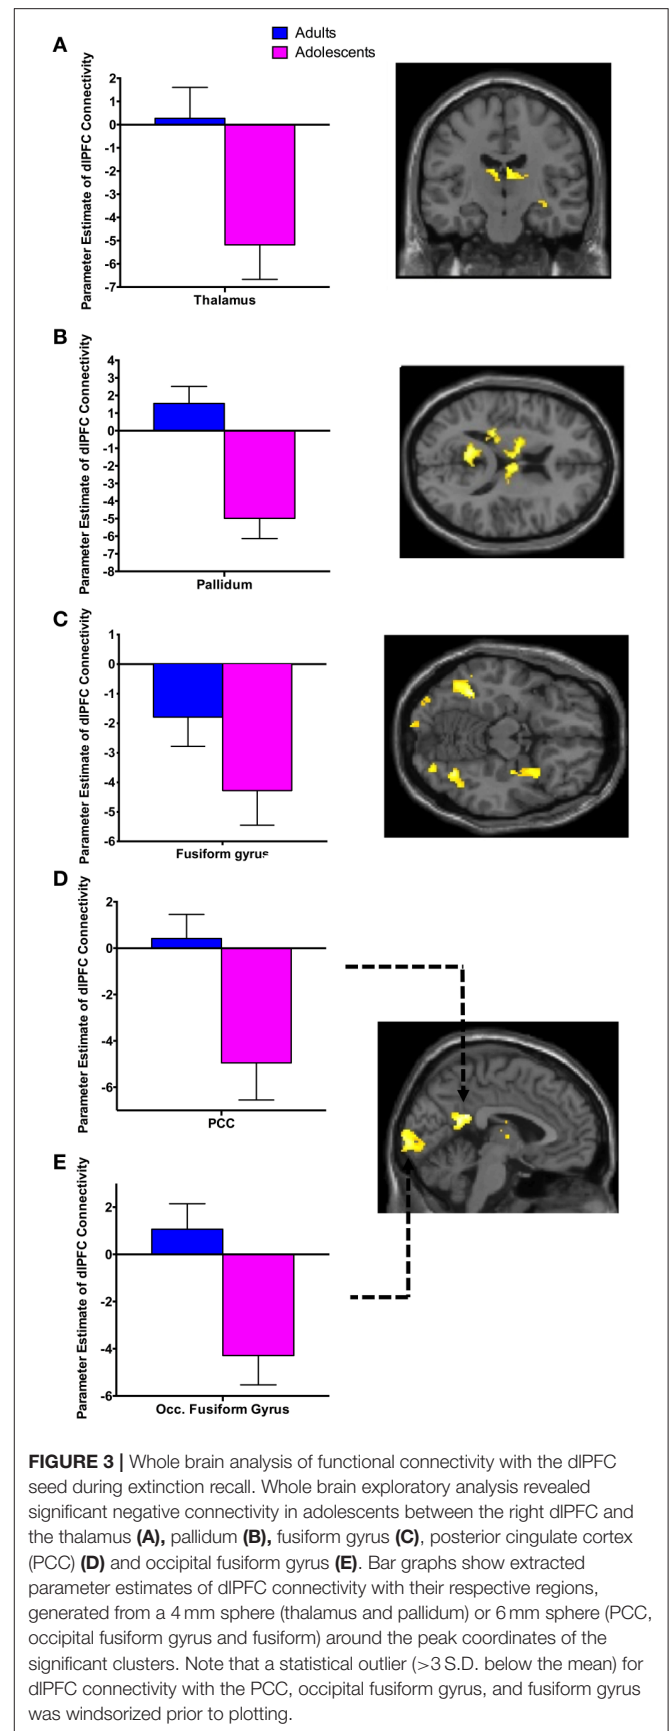 Adults
Adolescents
A
Parameter Estimate of dlPFC Connectivity
2
1
0
-1
-2
-3
-4
-5
-6
-7
Thalamus
B
Parameter Estimate of dlPFC Connectivity
4
3
2
1
0
-1
-2
-3
-4
-5
-6
-7
-8
Pallidum
C
Parameter Estimate of dlPFC Connectivity
1
0
-1
-2
-3
-4
-5
-6
Fusiform gyrus
D
Parameter Estimate of dlPFC Connectivity
2
0
-2
-4
-6
PCC
E
Parameter Estimate of dlPFC Connectivity
2
0
-2
-4
-6
Occ. Fusiform Gyrus
FIGURE 3 | Whole brain analysis of functional connectivity with the dlPFC
seed during extinction recall. Whole brain exploratory analysis revealed
significant negative connectivity in adolescents between the right dlPFC and
the thalamus (A), pallidum (B), fusiform gyrus (C), posterior cingulate cortex
(PCC) (D) and occipital fusiform gyrus (E). Bar graphs show extracted
parameter estimates of dlPFC connectivity with their respective regions,
generated from a 4 mm sphere (thalamus and pallidum) or 6 mm sphere (PCC,
occipital fusiform gyrus and fusiform) around the peak coordinates of the
significant clusters. Note that a statistical outlier (>3 S.D. below the mean) for
dlPFC connectivity with the PCC, occipital fusiform gyrus, and fusiform gyrus
was windsorized prior to plotting.